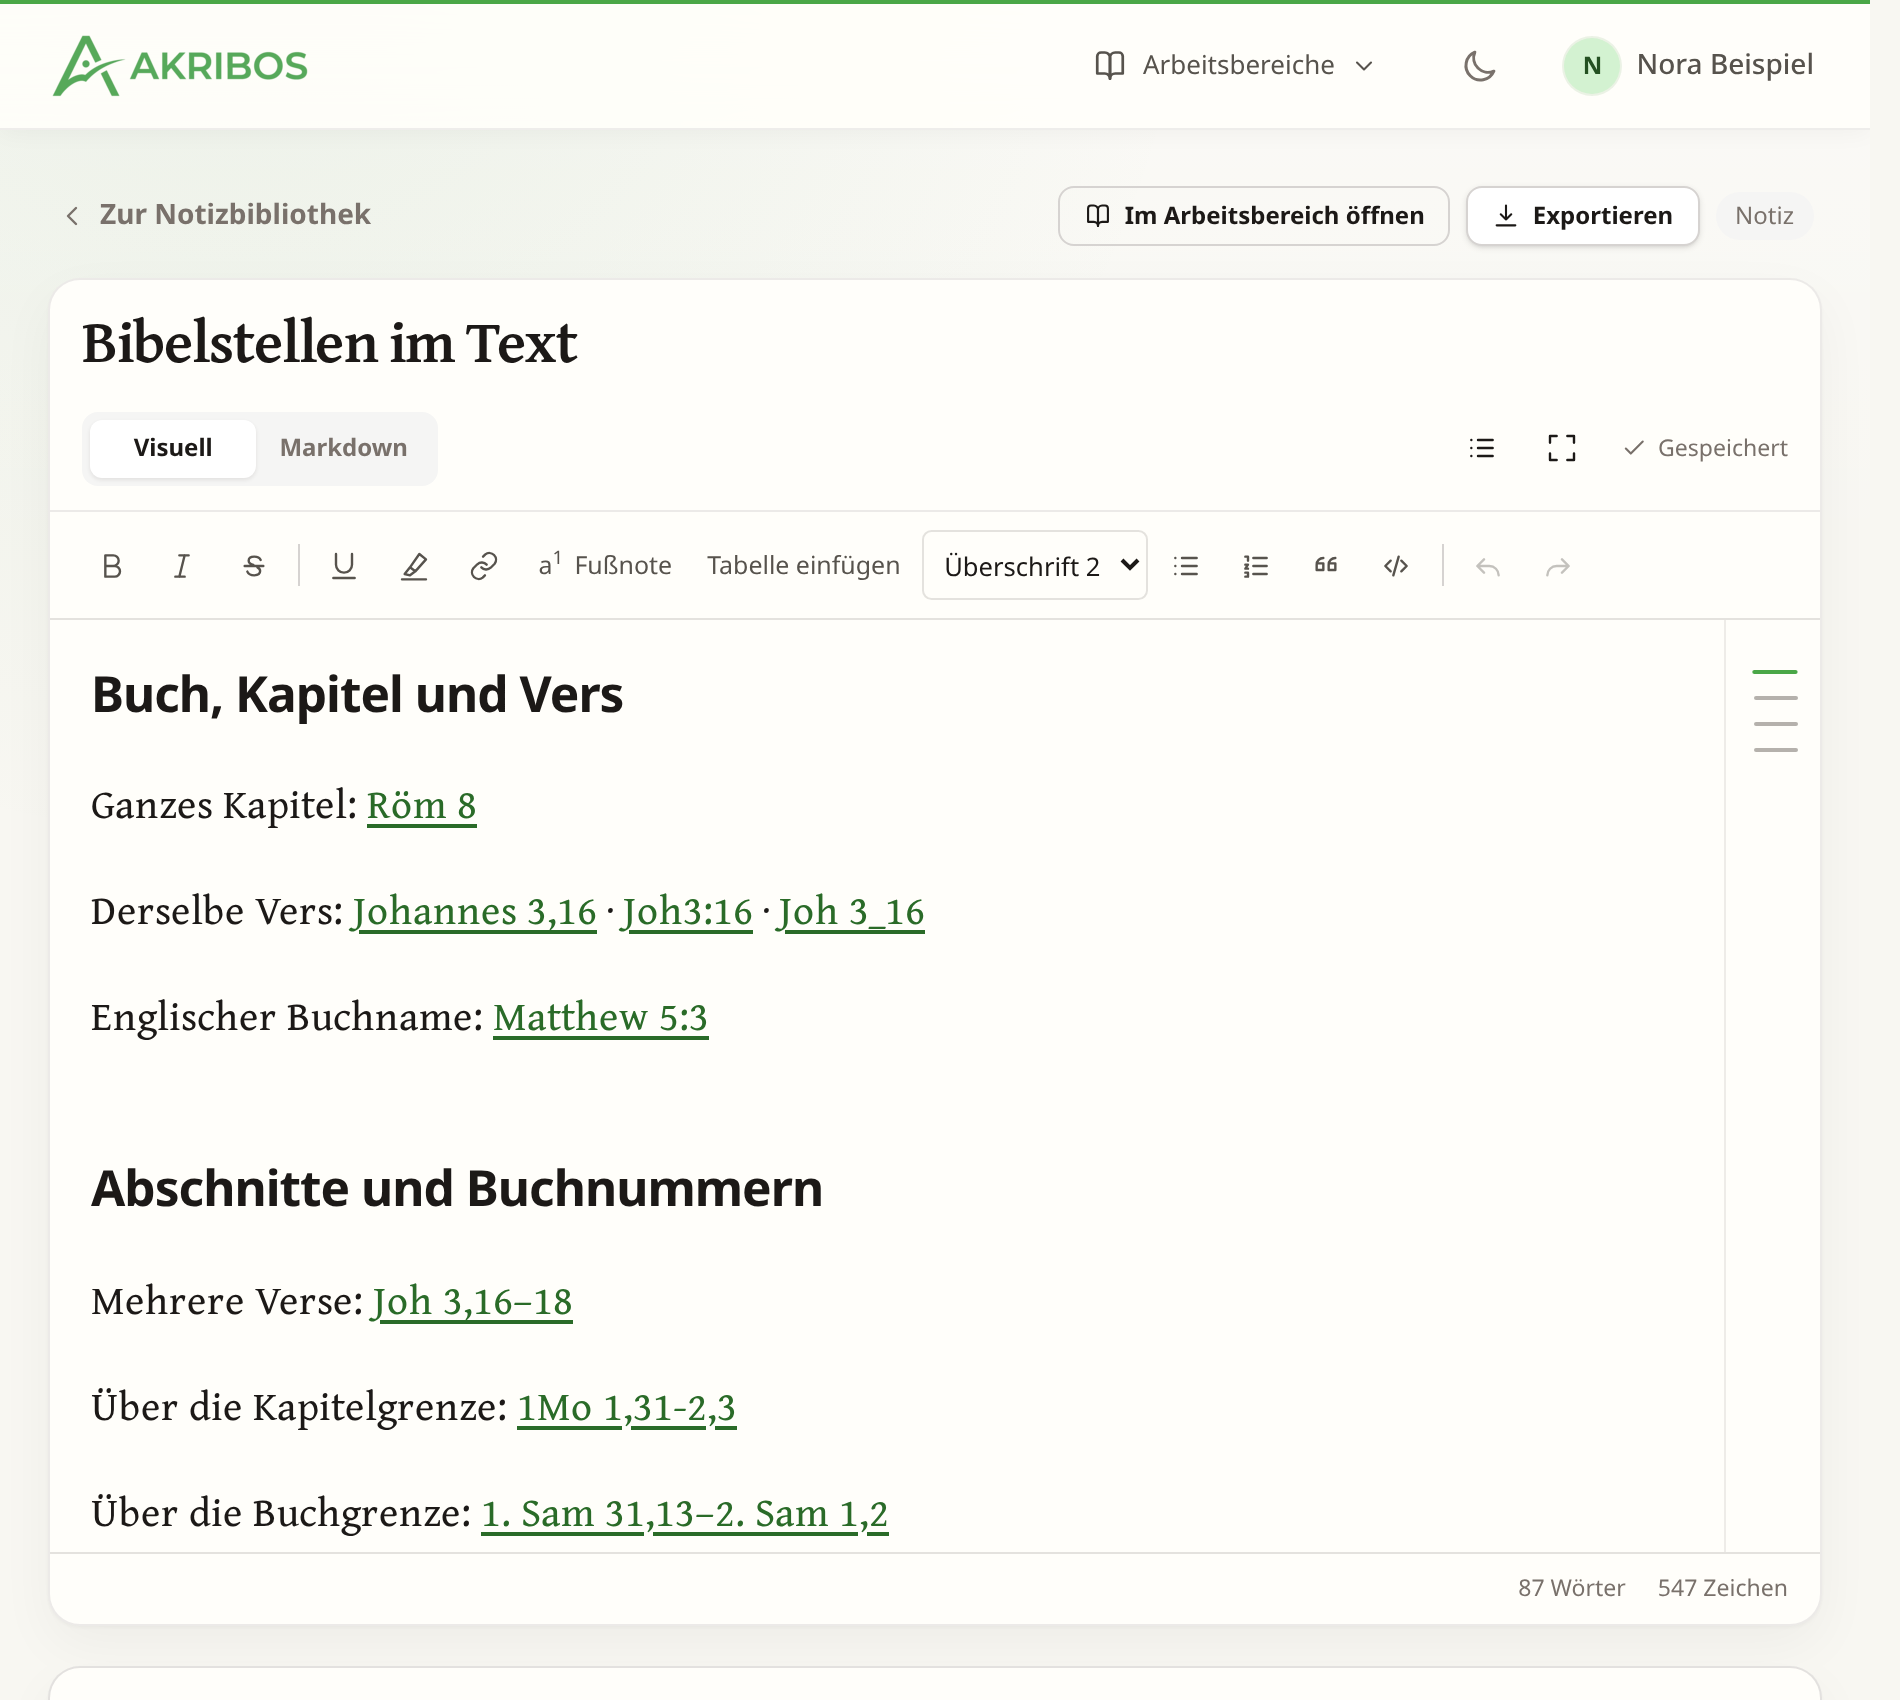 AKRIBOS
Arbeitsbereiche
N
Nora Beispiel
Zur Notizbibliothek
Im Arbeitsbereich öffnen
Exportieren
Notiz
Bibelstellen im Text
Visuell
Markdown
Gespeichert
B I S U a¹ Fußnote Tabelle einfügen Überschrift 2
Buch, Kapitel und Vers
Ganzes Kapitel: Röm 8
Derselbe Vers: Johannes 3,16 · Joh3:16 · Joh 3_16
Englischer Buchname: Matthew 5:3
Abschnitte und Buchnummern
Mehrere Verse: Joh 3,16–18
Über die Kapitelgrenze: 1Mo 1,31-2,3
Über die Buchgrenze: 1. Sam 31,13–2. Sam 1,2
87 Wörter 547 Zeichen